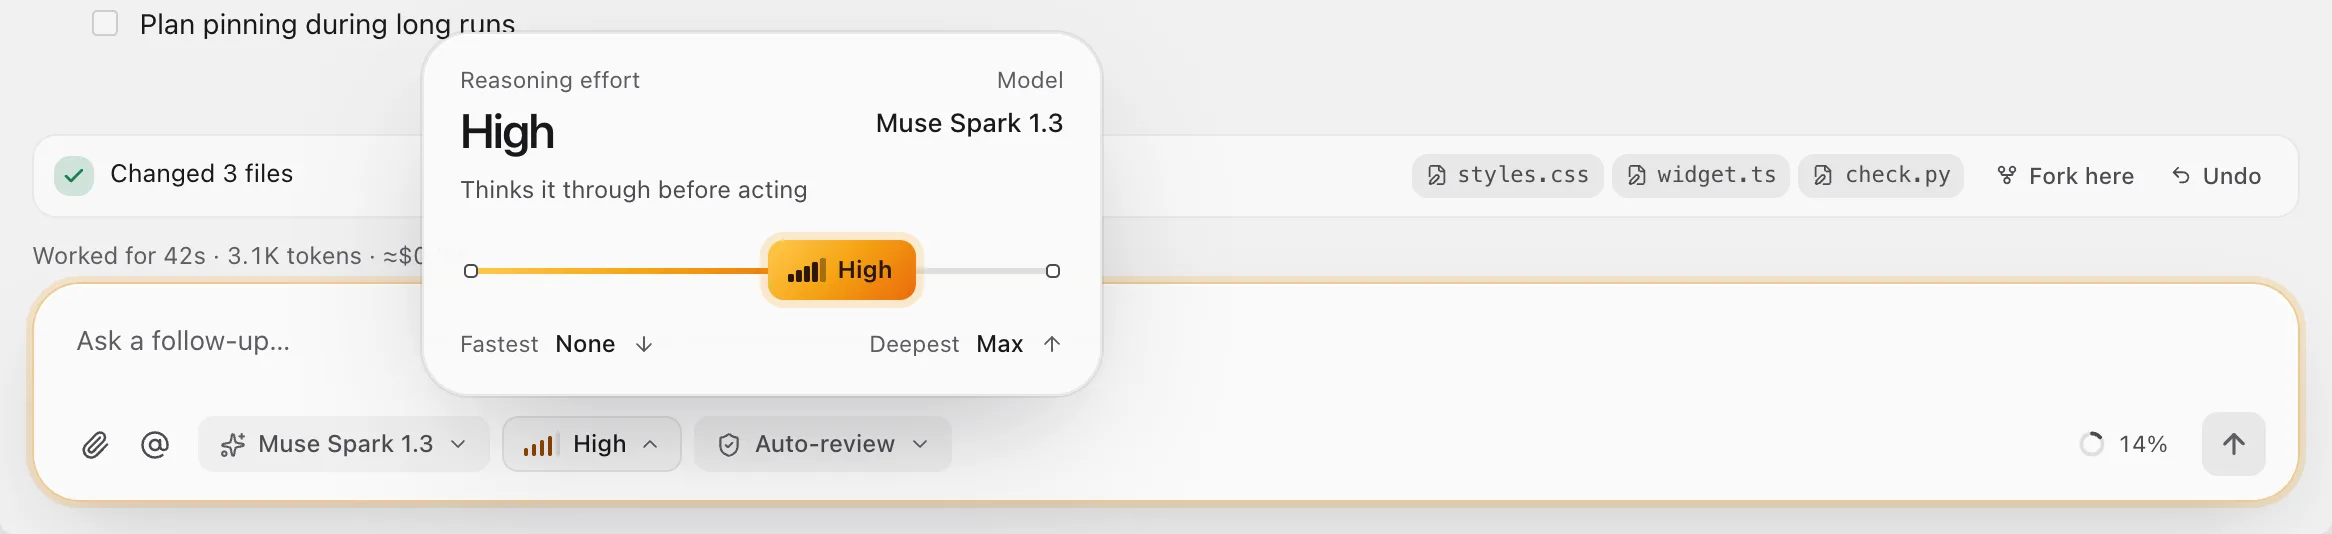 Plan pinning during long runs
Reasoning effort
Model
High
Muse Spark 1.3
Thinks it through before acting
Changed 3 files
styles.css
widget.ts
check.py
Fork here
Undo
Worked for 42s · 3.1K tokens · ≈$0
High
Fastest None
Deepest Max
Ask a follow-up...
Muse Spark 1.3
High
Auto-review
14%